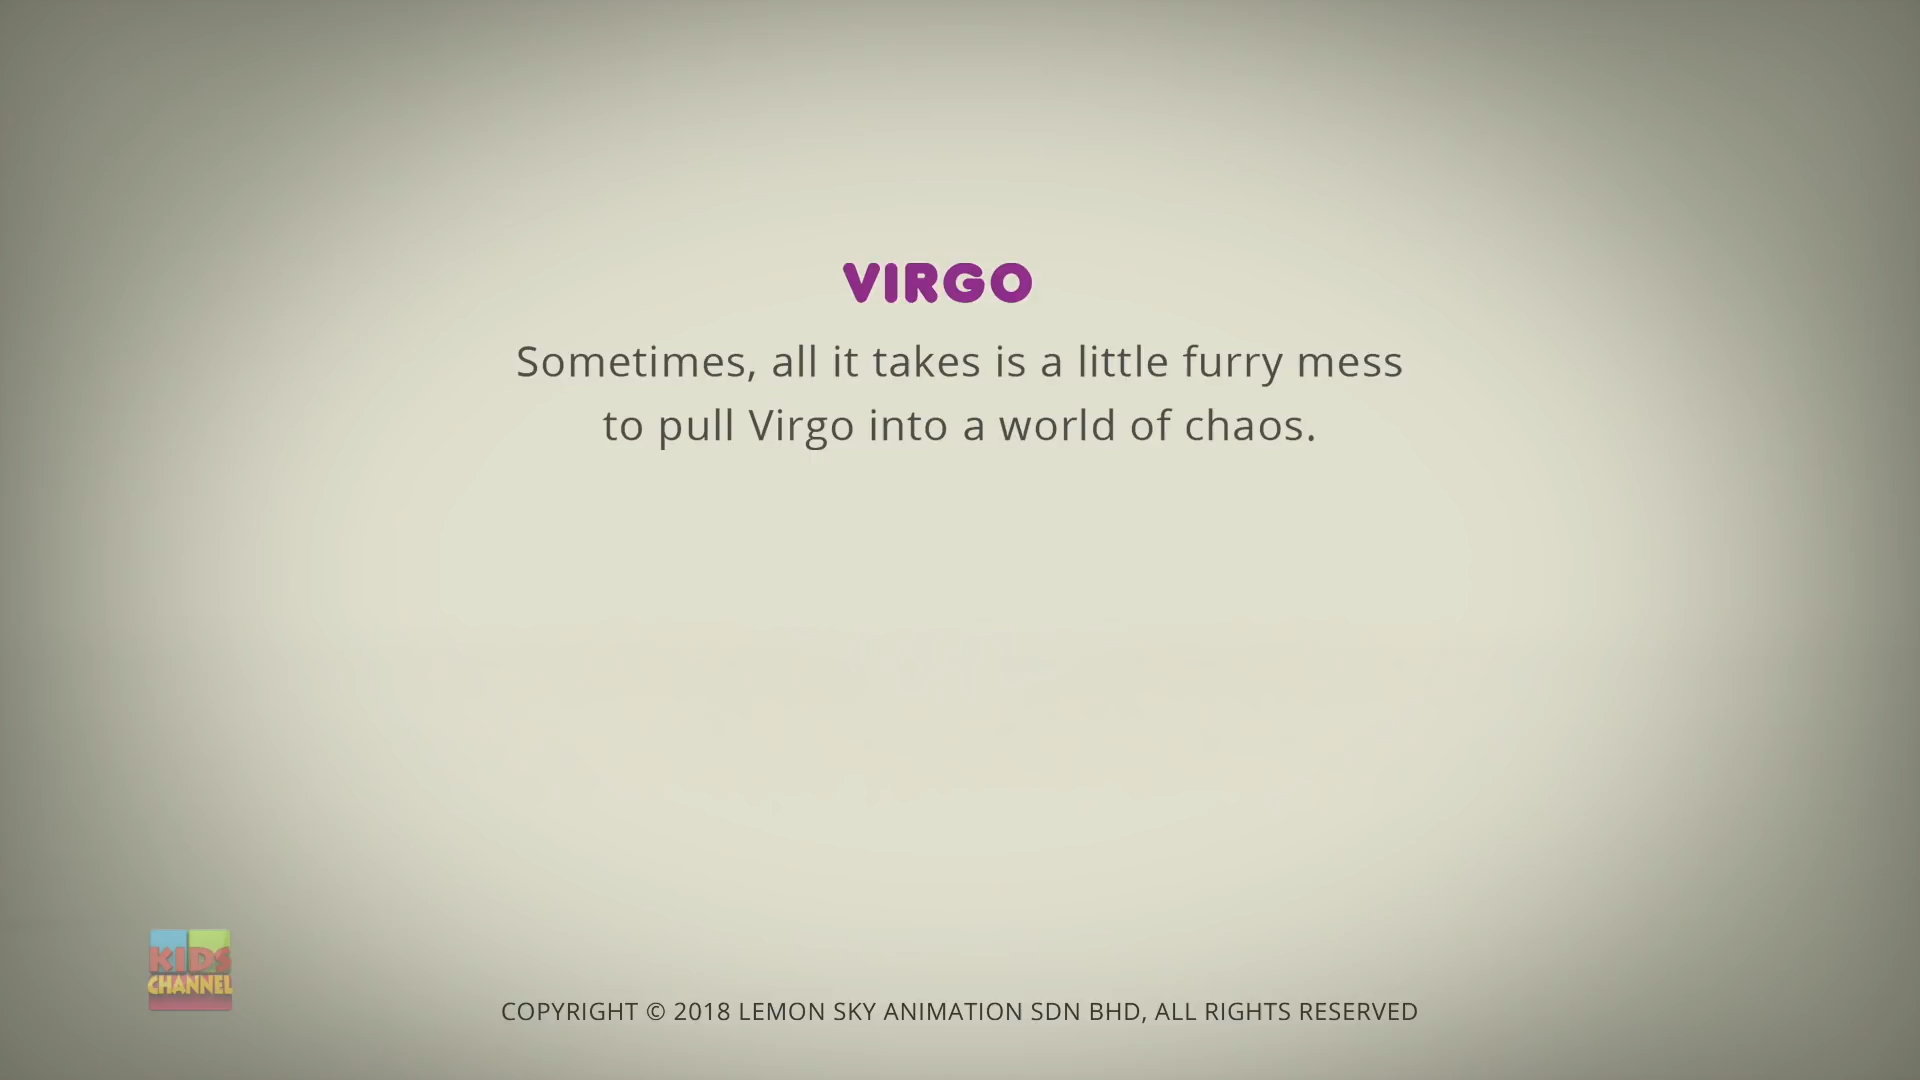 VIRGO
Sometimes, all it takes is a little furry mess
to pull Virgo into a world of chaos.
KIDS
CHANNEL
COPYRIGHT © 2018 LEMON SKY ANIMATION SDN BHD, ALL RIGHTS RESERVED